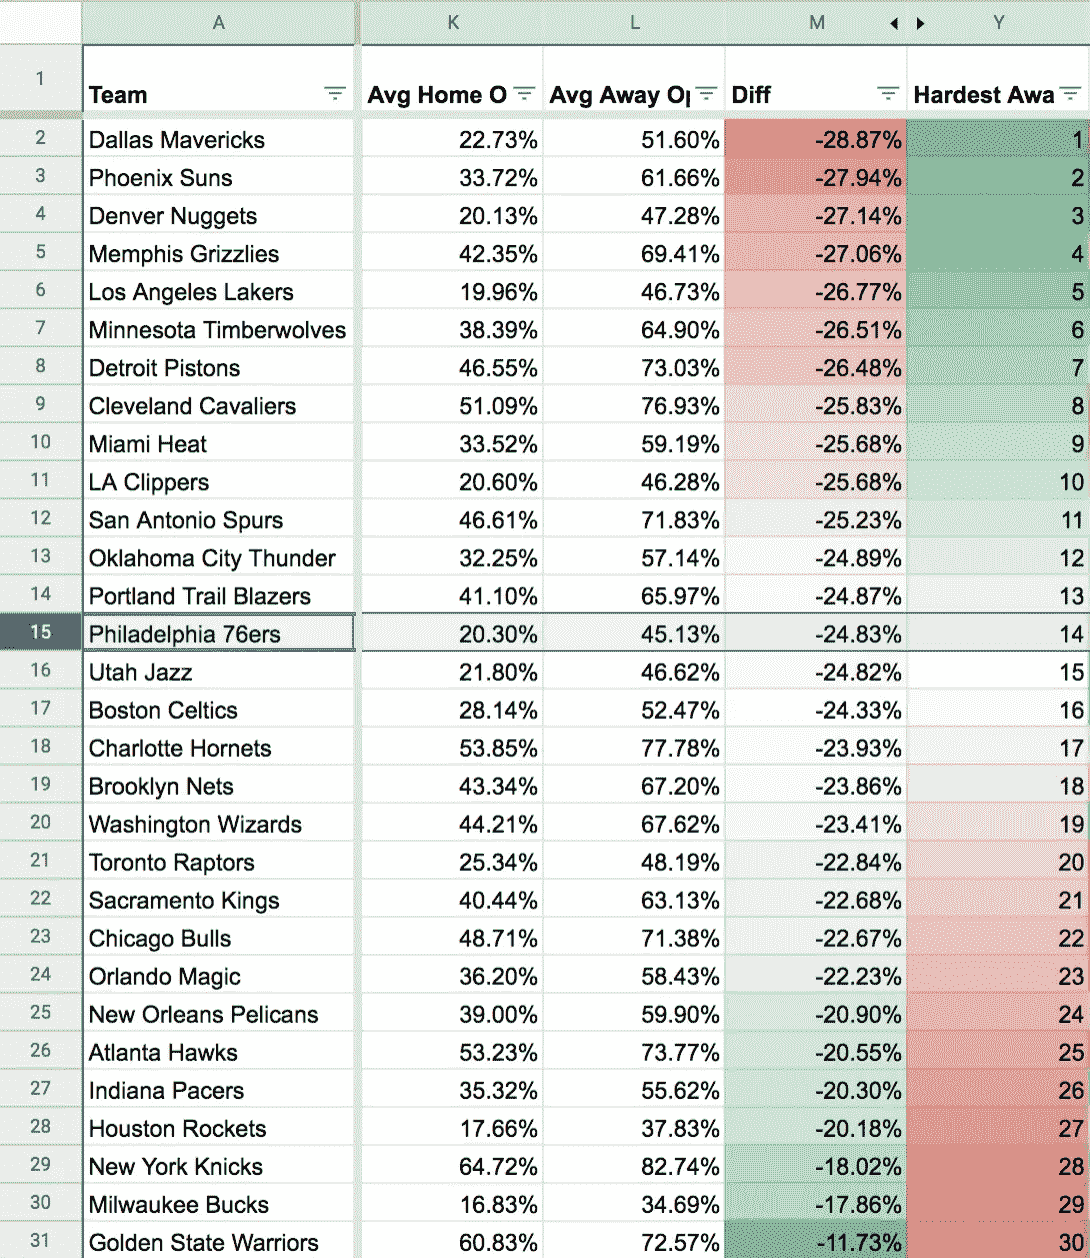 A K L M Y
1 Team Avg Home O Avg Away Op Diff Hardest Awa
2 Dallas Mavericks 22.73% 51.60% -28.87% 1
3 Phoenix Suns 33.72% 61.66% -27.94% 2
4 Denver Nuggets 20.13% 47.28% -27.14% 3
5 Memphis Grizzlies 42.35% 69.41% -27.06% 4
6 Los Angeles Lakers 19.96% 46.73% -26.77% 5
7 Minnesota Timberwolves 38.39% 64.90% -26.51% 6
8 Detroit Pistons 46.55% 73.03% -26.48% 7
9 Cleveland Cavaliers 51.09% 76.93% -25.83% 8
10 Miami Heat 33.52% 59.19% -25.68% 9
11 LA Clippers 20.60% 46.28% -25.68% 10
12 San Antonio Spurs 46.61% 71.83% -25.23% 11
13 Oklahoma City Thunder 32.25% 57.14% -24.89% 12
14 Portland Trail Blazers 41.10% 65.97% -24.87% 13
15 Philadelphia 76ers 20.30% 45.13% -24.83% 14
16 Utah Jazz 21.80% 46.62% -24.82% 15
17 Boston Celtics 28.14% 52.47% -24.33% 16
18 Charlotte Hornets 53.85% 77.78% -23.93% 17
19 Brooklyn Nets 43.34% 67.20% -23.86% 18
20 Washington Wizards 44.21% 67.62% -23.41% 19
21 Toronto Raptors 25.34% 48.19% -22.84% 20
22 Sacramento Kings 40.44% 63.13% -22.68% 21
23 Chicago Bulls 48.71% 71.38% -22.67% 22
24 Orlando Magic 36.20% 58.43% -22.23% 23
25 New Orleans Pelicans 39.00% 59.90% -20.90% 24
26 Atlanta Hawks 53.23% 73.77% -20.55% 25
27 Indiana Pacers 35.32% 55.62% -20.30% 26
28 Houston Rockets 17.66% 37.83% -20.18% 27
29 New York Knicks 64.72% 82.74% -18.02% 28
30 Milwaukee Bucks 16.83% 34.69% -17.86% 29
31 Golden State Warriors 60.83% 72.57% -11.73% 30